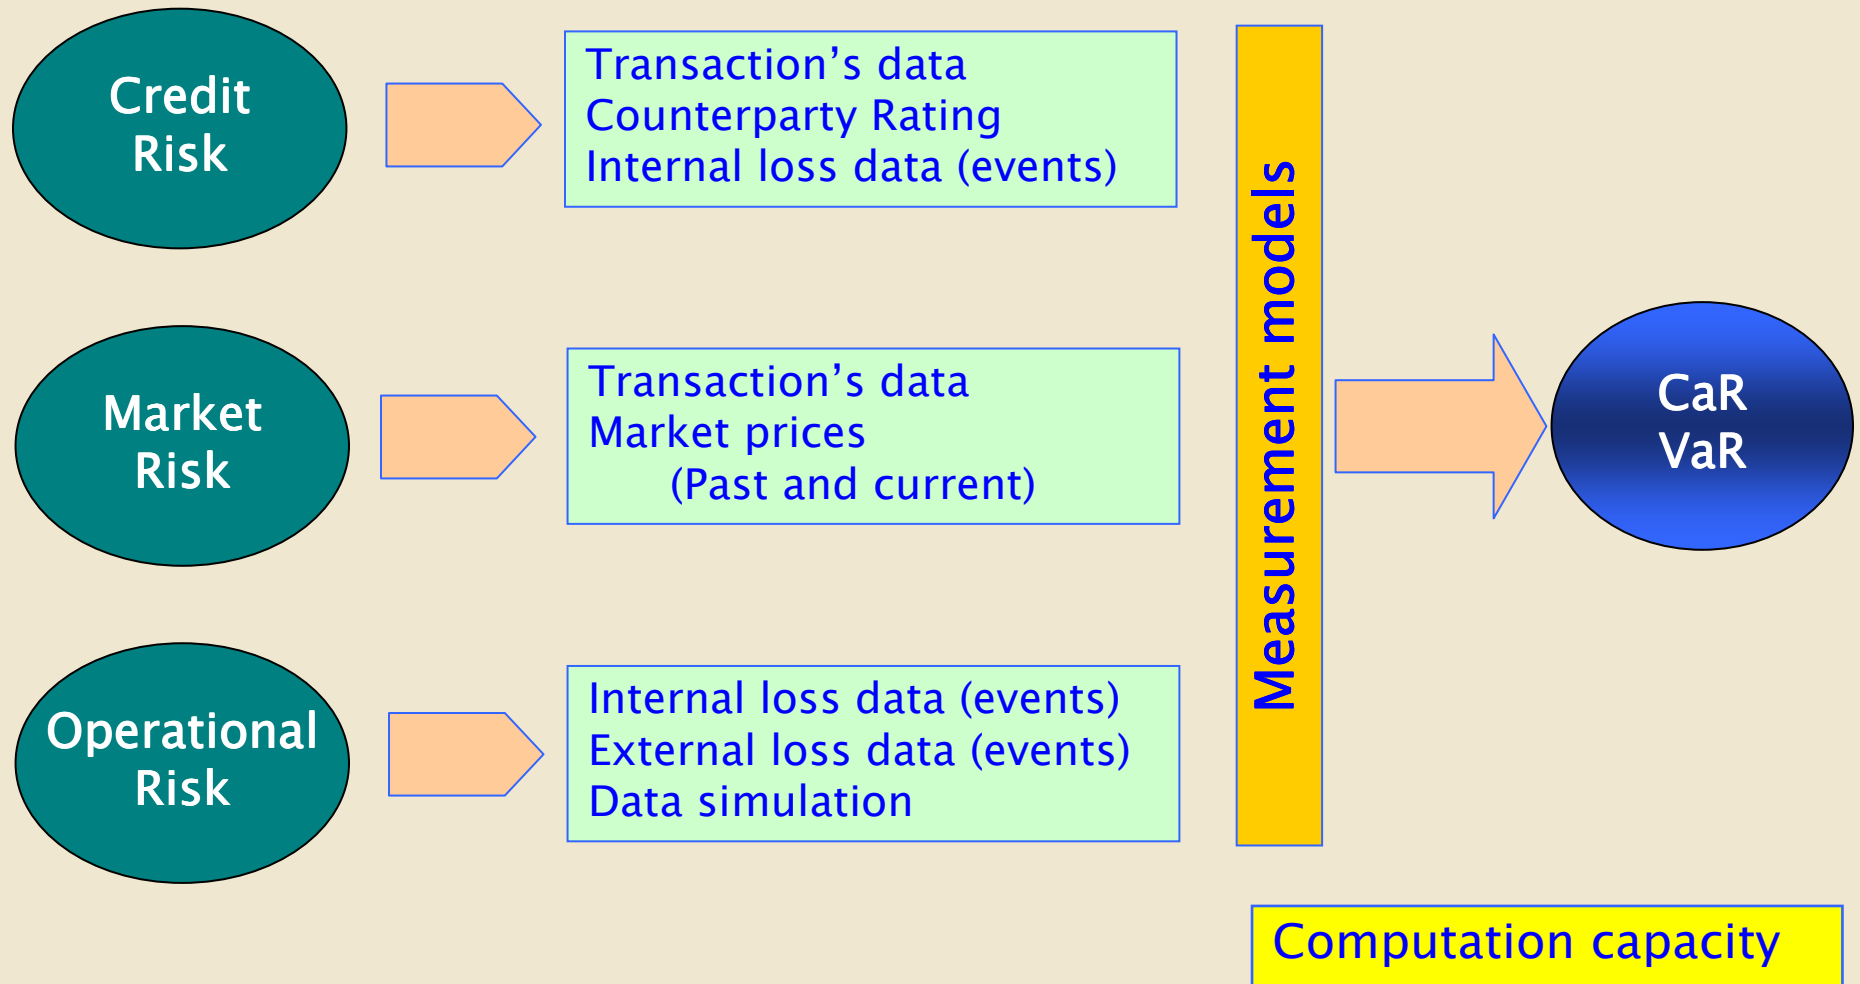 Credit
Risk
Transaction’s data
Counterparty Rating
Internal loss data (events)
Market
Risk
Transaction’s data
Market prices
(Past and current)
Operational
Risk
Internal loss data (events)
External loss data (events)
Data simulation
Measurement models
CaR
VaR
Computation capacity